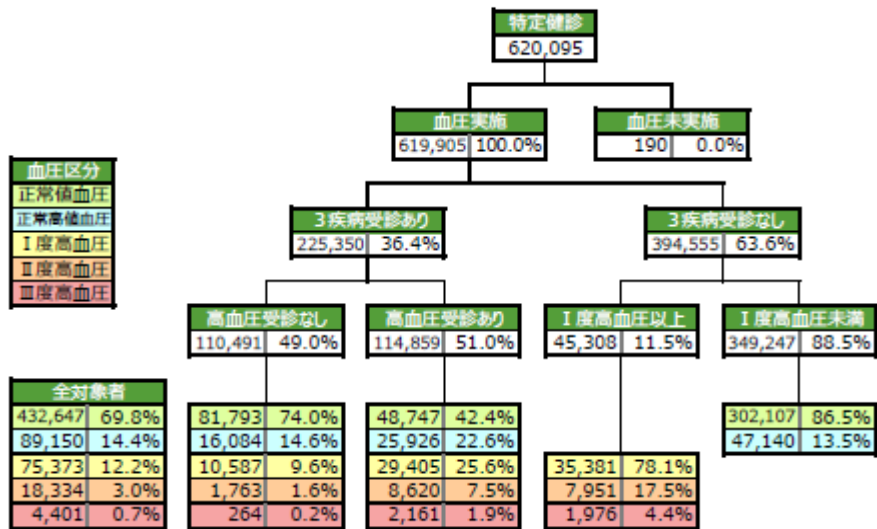 特定健診
620,095
血圧実施
619,905 100.0%
血圧未実施
190 0.0%
血圧区分
正常値血圧
正常高値血圧
Ⅰ度高血圧
Ⅱ度高血圧
Ⅲ度高血圧
3疾病受診あり
225,350 36.4%
3疾病受診なし
394,555 63.6%
高血圧受診なし
110,491 49.0%
高血圧受診あり
114,859 51.0%
Ⅰ度高血圧以上
45,308 11.5%
Ⅰ度高血圧未満
349,247 88.5%
全対象者
432,647 69.8%
89,150 14.4%
75,373 12.2%
18,334 3.0%
4,401 0.7%
81,793 74.0%
16,084 14.6%
10,587 9.6%
1,763 1.6%
264 0.2%
48,747 42.4%
25,926 22.6%
29,405 25.6%
8,620 7.5%
2,161 1.9%
35,381 78.1%
7,951 17.5%
1,976 4.4%
302,107 86.5%
47,140 13.5%